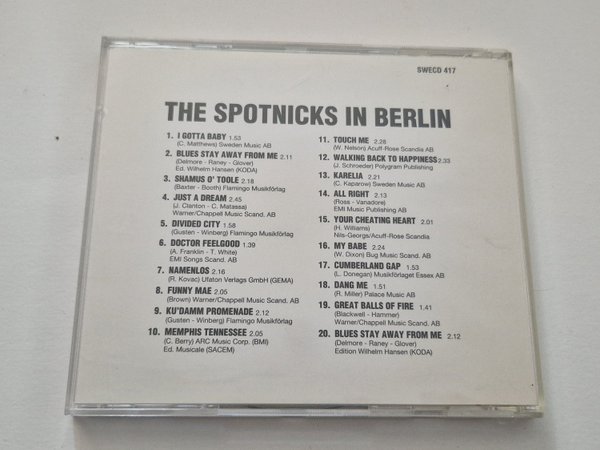 SWECD 417
THE SPOTNICKS IN BERLIN
1. I GOTTA BABY 1.53
(C. Matthews) Sweden Music AB
2. BLUES STAY AWAY FROM ME 2.11
(Delmore - Raney - Glover)
Ed. Wilhelm Hansen (KODA)
3. SHAMUS O' TOOLE 2.18
(Baxter - Booth) Flamingo Musikförlag
4. JUST A DREAM 2.45
(J. Clanton - C. Matassa)
Warner/Chappell Music Scand. AB
5. DIVIDED CITY 1.58
(Gusten - Winberg) Flamingo Musikförlag
6. DOCTOR FEELGOOD 1.39
(A. Franklin - T. White)
EMI Songs Scand. AB
7. NAMENLOS 2.16
(R. Kovac) Ufaton Verlags GmbH (GEMA)
8. FUNNY MAE 2.05
(Brown) Warner/Chappell Music Scand. AB
9. KU'DAMM PROMENADE 2.12
(Gusten - Winberg) Flamingo Musikförlag
10. MEMPHIS TENNESSEE 2.05
(C. Berry) ARC Music Corp. (BMI)
Ed. Musicale (SACEM)
11. TOUCH ME 2.28
(W. Nelson) Acuff-Rose Scandia AB
12. WALKING BACK TO HAPPINESS 2.33
(J. Schroeder) Polygram Publishing
13. KARELIA 2.21
(C. Kaparow) Sweden Music AB
14. ALL RIGHT 2.13
(Ross - Vanadore)
EMI Music Publishing AB
15. YOUR CHEATING HEART 2.01
(H. Williams)
Nils-Georgs/Acuff-Rose Scandia
16. MY BABE 2.24
(W. Dixon) Bug Music Scand. AB
17. CUMBERLAND GAP 1.53
(L. Donegan) Musikförlaget Essex AB
18. DANG ME 1.51
(R. Miller) Palace Music AB
19. GREAT BALLS OF FIRE 1.41
(Blackwell - Hammer)
Warner/Chappell Music Scand. AB
20. BLUES STAY AWAY FROM ME 2.12
(Delmore - Raney - Glover)
Edition Wilhelm Hansen (KODA)